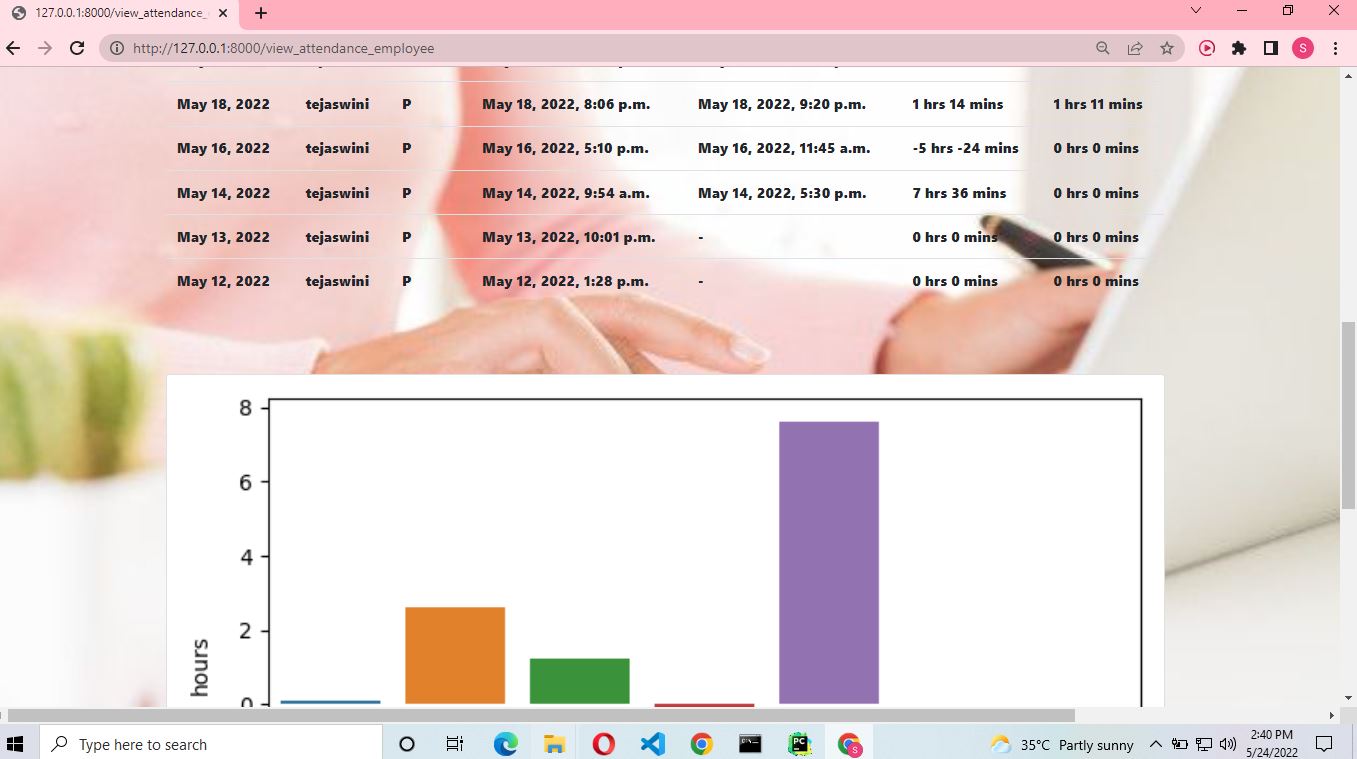 127.0.0.1:8000/view_attendance_
http://127.0.0.1:8000/view_attendance_employee
S
May 18, 2022 tejaswini P May 18, 2022, 8:06 p.m. May 18, 2022, 9:20 p.m. 1 hrs 14 mins 1 hrs 11 mins
May 16, 2022 tejaswini P May 16, 2022, 5:10 p.m. May 16, 2022, 11:45 a.m. -5 hrs -24 mins 0 hrs 0 mins
May 14, 2022 tejaswini P May 14, 2022, 9:54 a.m. May 14, 2022, 5:30 p.m. 7 hrs 36 mins 0 hrs 0 mins
May 13, 2022 tejaswini P May 13, 2022, 10:01 p.m. - 0 hrs 0 mins 0 hrs 0 mins
May 12, 2022 tejaswini P May 12, 2022, 1:28 p.m. - 0 hrs 0 mins 0 hrs 0 mins
8
6
4
2
hours
0
Type here to search
PC
S
35°C Partly sunny
2:40 PM
5/24/2022